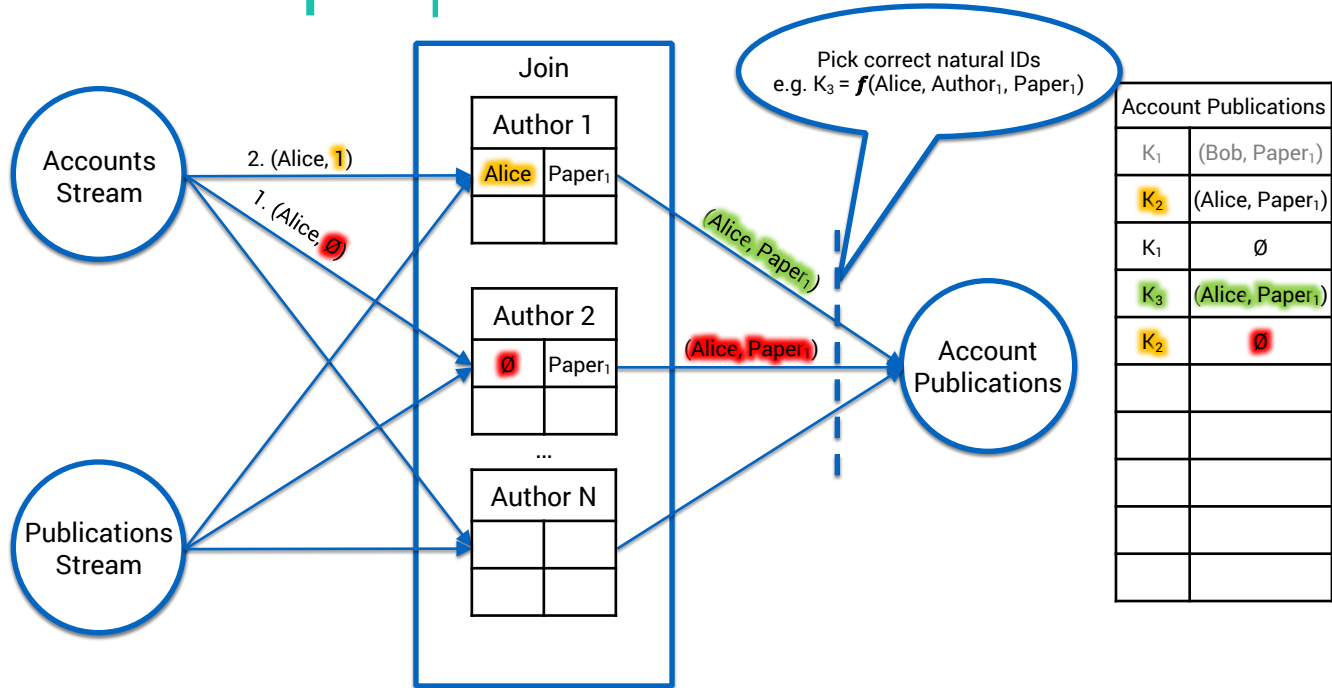 Pick correct natural IDs
e.g. K₃ = f(Alice, Author₁, Paper₁)
Join
Accounts
Stream
2. (Alice, 1)
1. (Alice, Ø)
Author 1
Alice Paper₁
(Alice, Paper₁)
Author 2
Ø Paper₁
(Alice, Paper₁)
...
Author N
Publications
Stream
Account
Publications
Account Publications
K₁ (Bob, Paper₁)
K₂ (Alice, Paper₁)
K₁ Ø
K₃ (Alice, Paper₁)
K₂ Ø